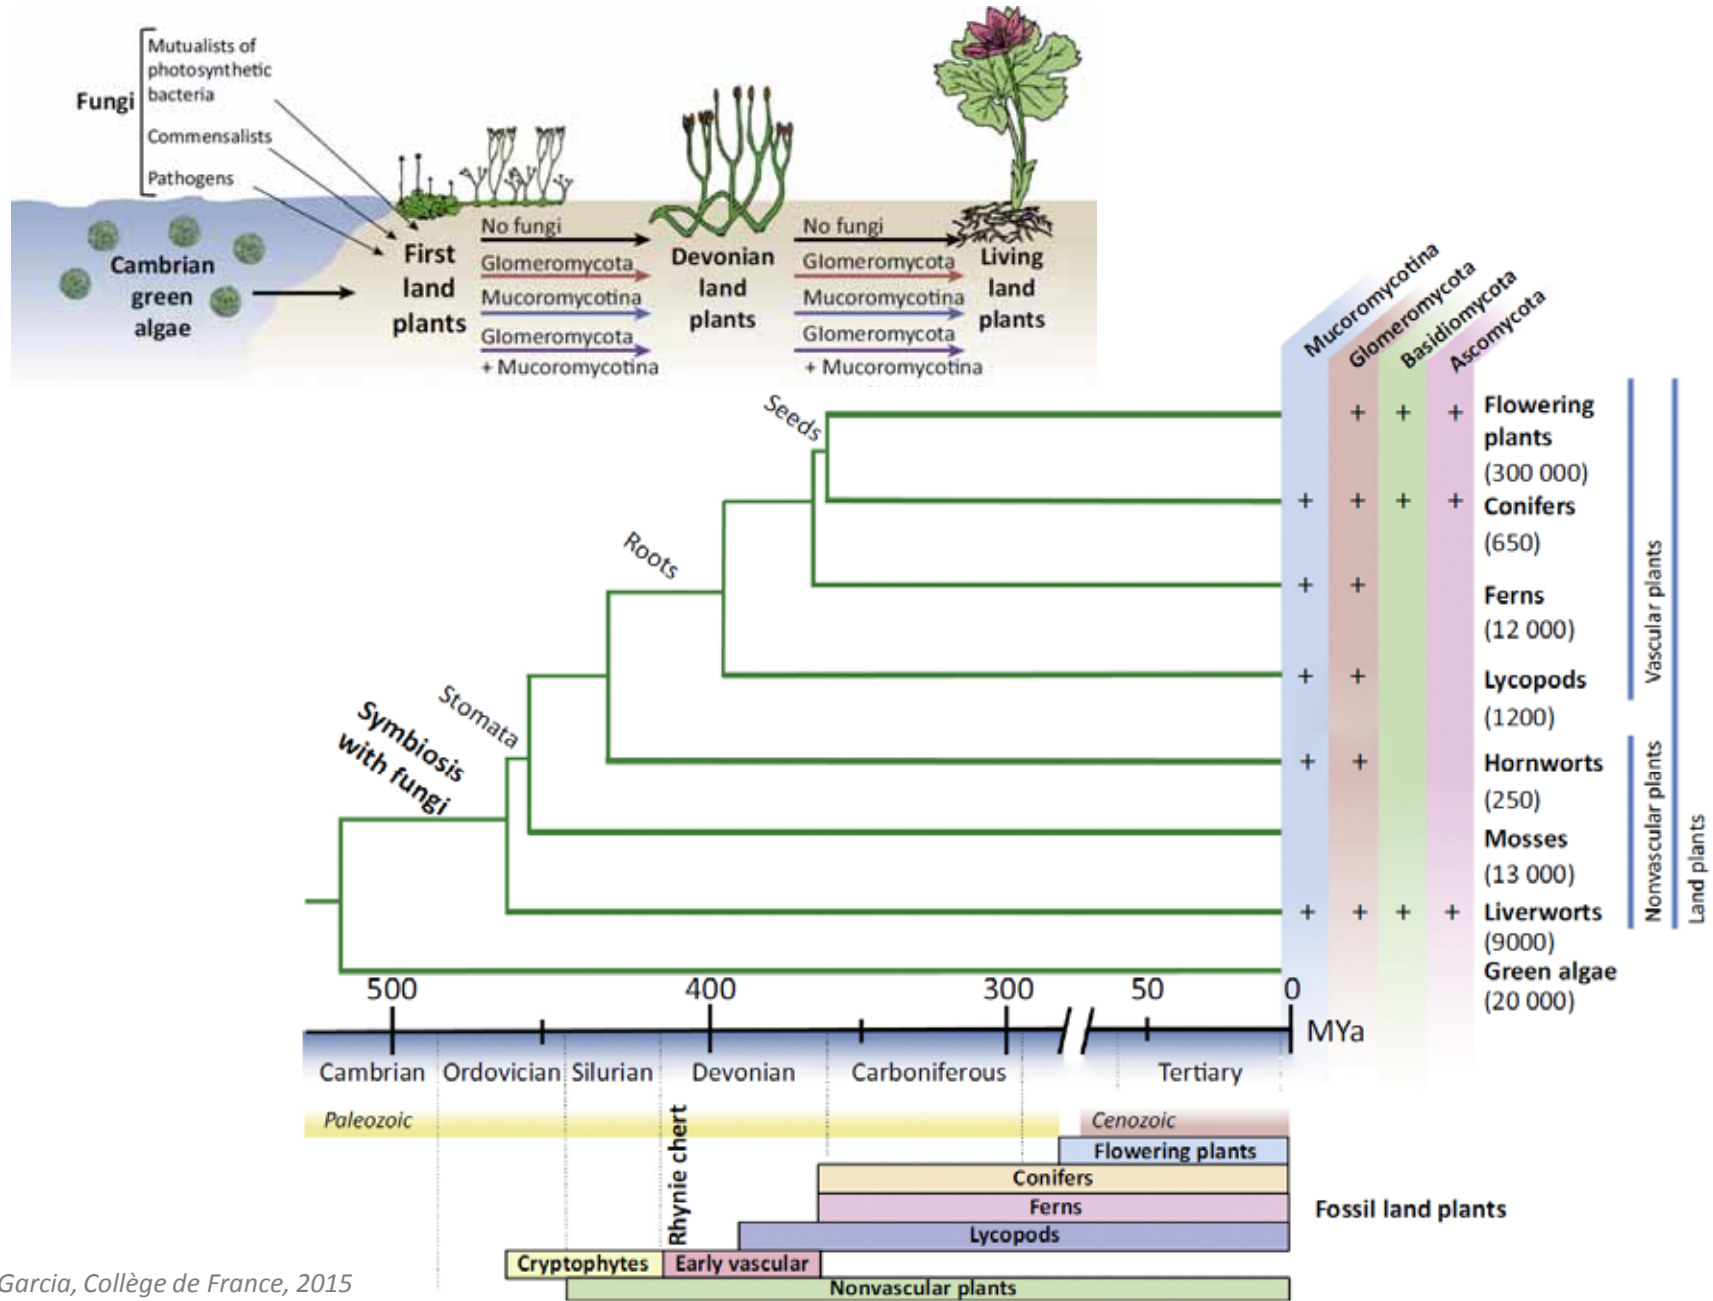 Mutualists of
photosynthetic
bacteria
Fungi
Commensalists
Pathogens
Cambrian
green
algae
First
land
plants
No fungi
Glomeromycota
Mucoromycotina
Glomeromycota
+ Mucoromycotina
Devonian
land
plants
No fungi
Glomeromycota
Mucoromycotina
Glomeromycota
+ Mucoromycotina
Living
land
plants
Mucoromycotina
Glomeromycota
Basidiomycota
Ascomycota
Seeds
Roots
Stomata
Symbiosis
with fungi
+ + + Flowering
plants
(300 000)
+ + + + Conifers
(650)
+ + Ferns
(12 000)
+ + Lycopods
(1200)
+ + Hornworts
(250)
Mosses
(13 000)
+ + + + Liverworts
(9000)
Green algae
(20 000)
Vascular plants
Nonvascular plants
Land plants
500 400 300 50 0
MYa
Cambrian Ordovician Silurian Devonian Carboniferous Tertiary
Paleozoic Cenozoic
Rhynie chert
Flowering plants
Conifers
Ferns
Lycopods
Cryptophytes Early vascular
Nonvascular plants
Fossil land plants
Garcia, Collège de France, 2015